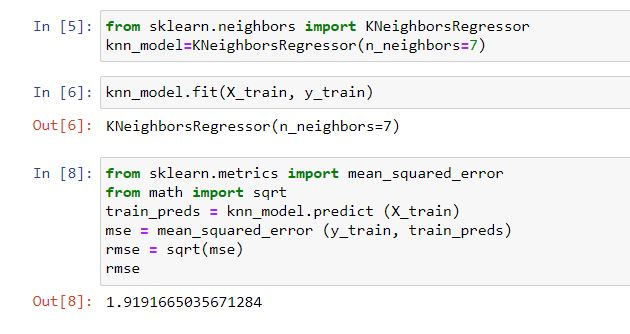 In [5]: from sklearn.neighbors import KNeighborsRegressor
knn_model=KNeighborsRegressor(n_neighbors=7)
In [6]: knn_model.fit(X_train, y_train)
Out[6]: KNeighborsRegressor(n_neighbors=7)
In [8]: from sklearn.metrics import mean_squared_error
from math import sqrt
train_preds = knn_model.predict (X_train)
mse = mean_squared_error (y_train, train_preds)
rmse = sqrt(mse)
rmse
Out[8]: 1.9191665035671284